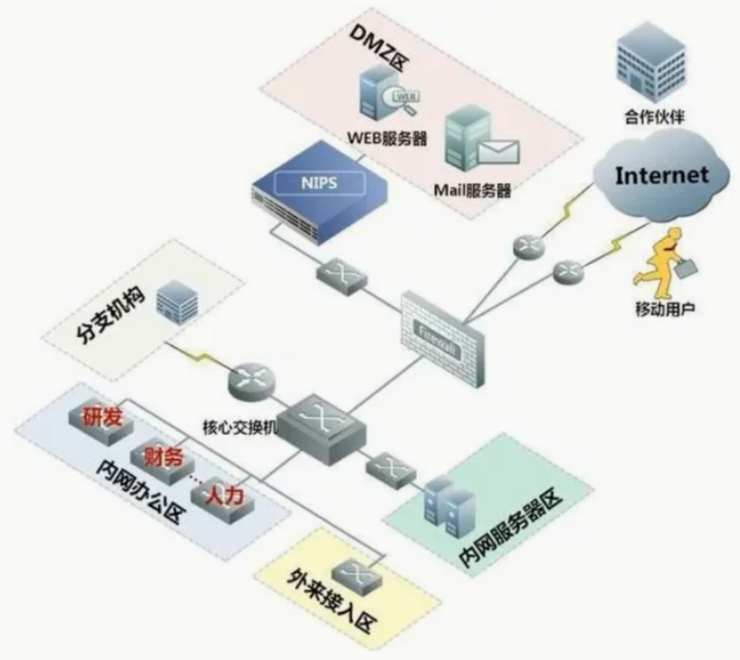 DMZ区
WEB
WEB服务器
Mail服务器
合作伙伴
Internet
移动用户
NIPS
Firewall
分支机构
核心交换机
研发
财务
...
人力
内网办公区
内网服务器区
外来接入区